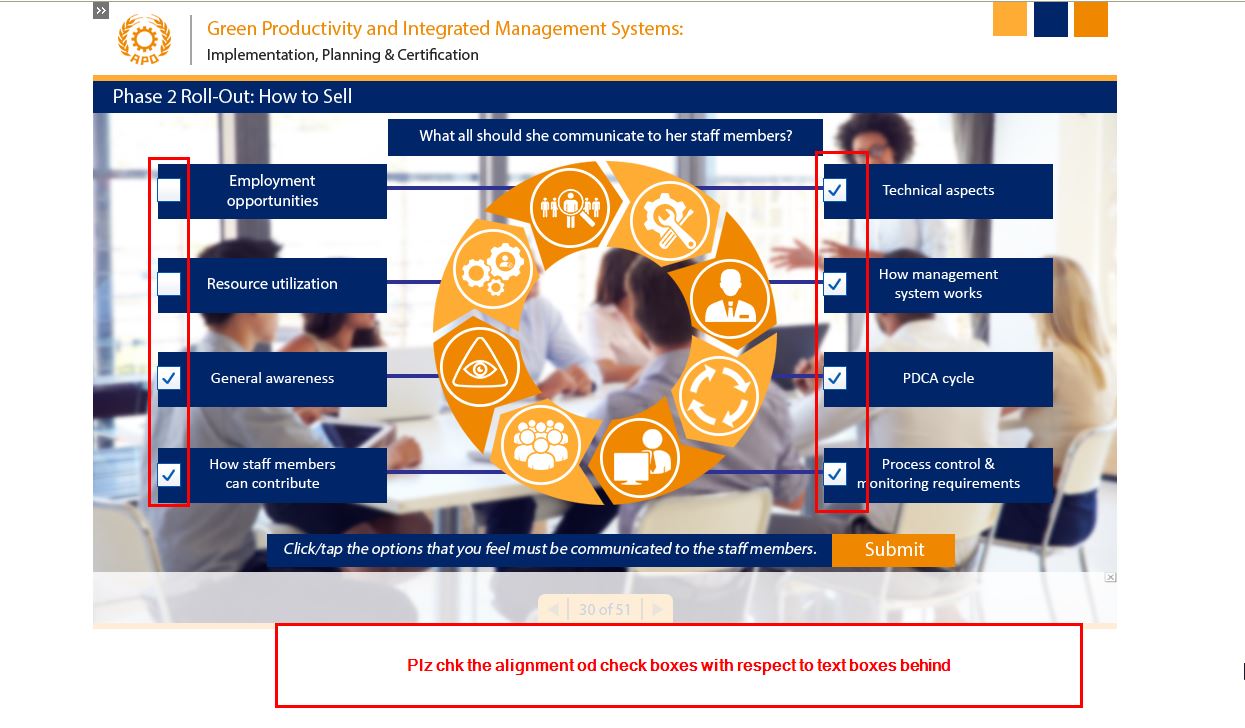 APO
Green Productivity and Integrated Management Systems:
Implementation, Planning & Certification
Phase 2 Roll-Out: How to Sell
What all should she communicate to her staff members?
Employment
opportunities
Resource utilization
General awareness
How staff members
can contribute
Technical aspects
How management
system works
PDCA cycle
Process control &
monitoring requirements
Click/tap the options that you feel must be communicated to the staff members.
Submit
30 of 51
Plz chk the alignment od check boxes with respect to text boxes behind